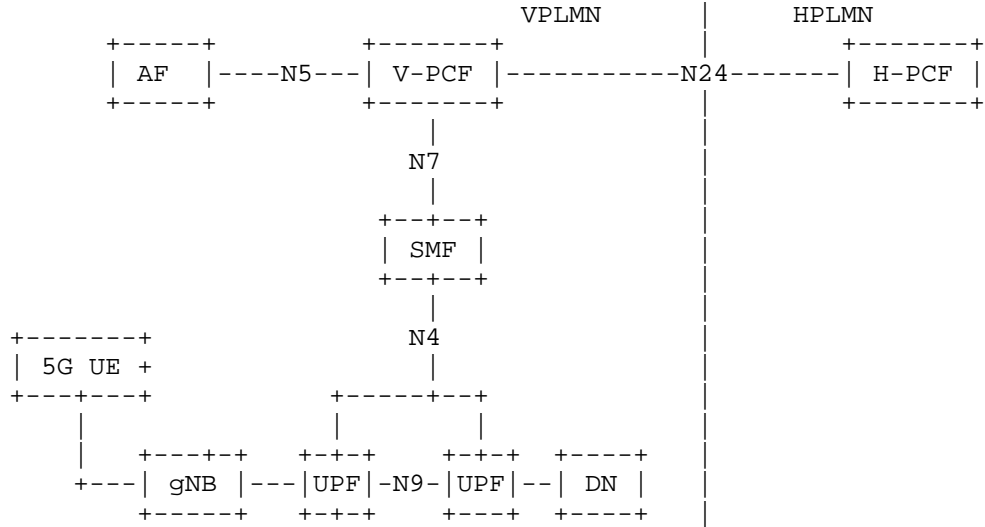 VPLMN | HPLMN
+-----+ +-------+ | +-------+
| AF |----N5---| V-PCF |-----------N24-------| H-PCF |
+-----+ +-------+ | +-------+
| |
N7 |
| |
+--+--+ |
| SMF | |
+--+--+ |
| |
+-------+ N4 |
| 5G UE + | |
+---+---+ +-----+--+ |
| | | |
| +---+-+ +-+-+ +-+-+ +----+ |
+---| gNB |---|UPF|-N9-|UPF|--| DN | |
+-----+ +-+-+ +---+ +----+ |